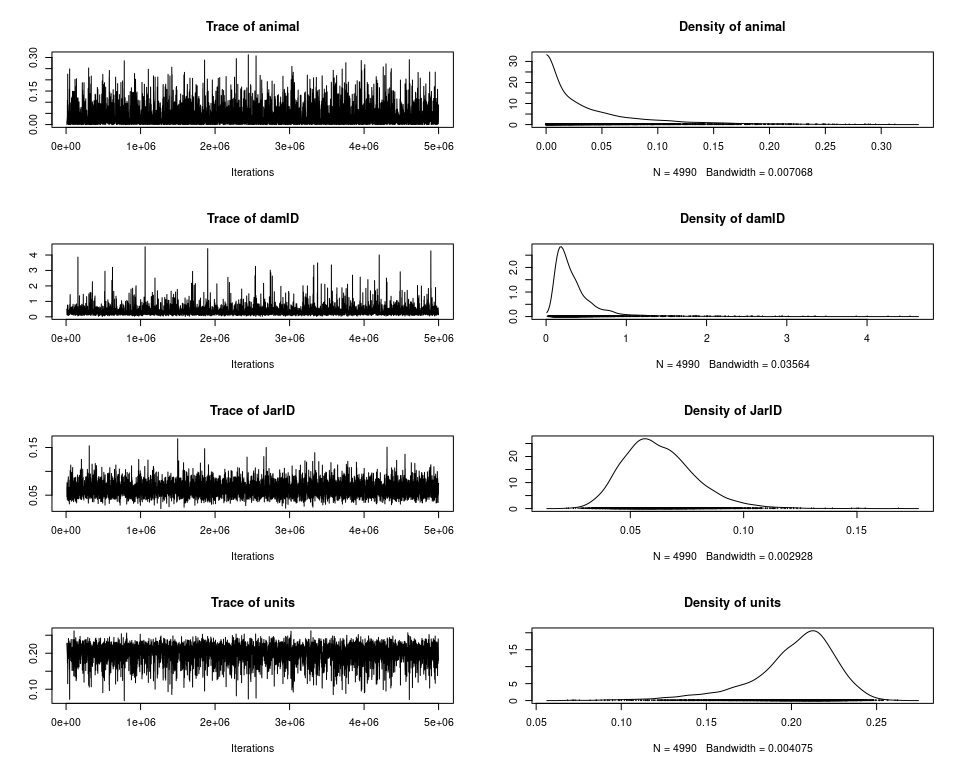 Trace of animal
0.00 0.15 0.30
0e+00 1e+06 2e+06 3e+06 4e+06 5e+06
Iterations
Density of animal
0 10 20 30
0.00 0.05 0.10 0.15 0.20 0.25 0.30
N = 4990 Bandwidth = 0.007068
Trace of damID
0 1 2 3 4
0e+00 1e+06 2e+06 3e+06 4e+06 5e+06
Iterations
Density of damID
0.0 1.0 2.0
0 1 2 3 4
N = 4990 Bandwidth = 0.03564
Trace of JarID
0.05 0.15
0e+00 1e+06 2e+06 3e+06 4e+06 5e+06
Iterations
Density of JarID
0 10 20
0.05 0.10 0.15
N = 4990 Bandwidth = 0.002928
Trace of units
0.10 0.20
0e+00 1e+06 2e+06 3e+06 4e+06 5e+06
Iterations
Density of units
0 5 15
0.05 0.10 0.15 0.20 0.25
N = 4990 Bandwidth = 0.004075